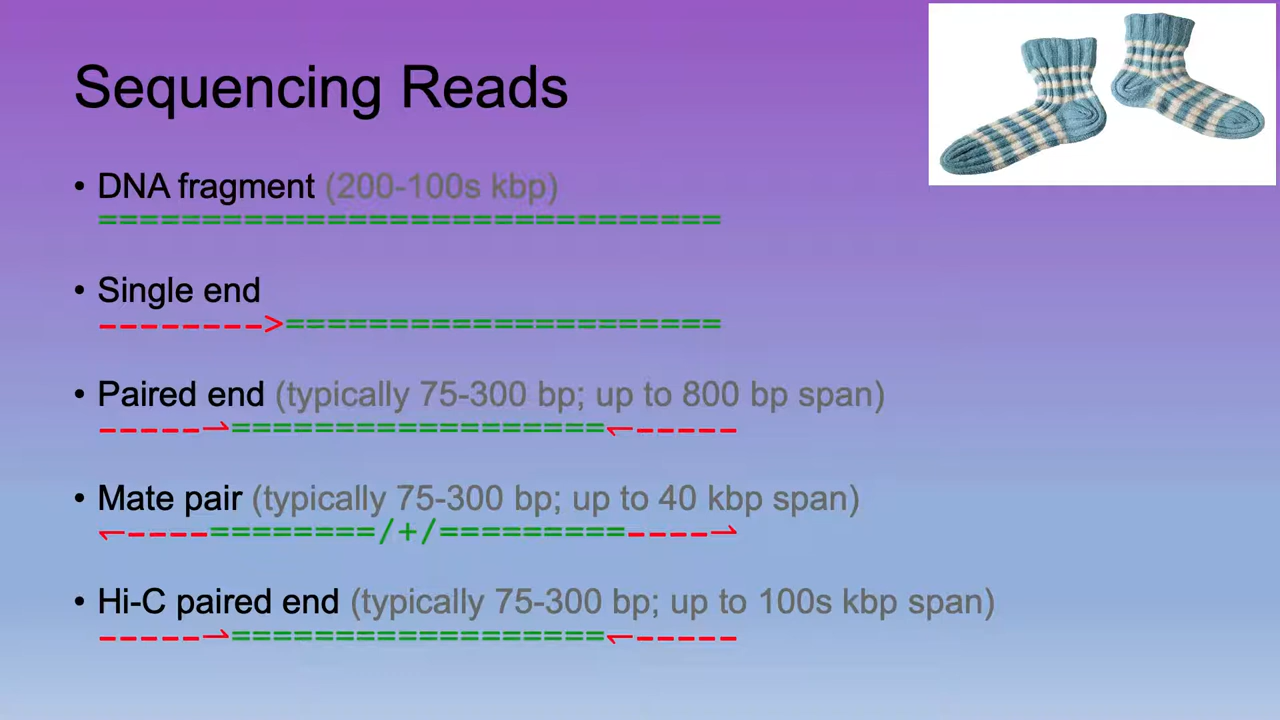 Sequencing Reads
• DNA fragment (200-100s kbp)
==============================
• Single end
-------->=====================
• Paired end (typically 75-300 bp; up to 800 bp span)
-----⇀==================↽-----
• Mate pair (typically 75-300 bp; up to 40 kbp span)
↽----========/+/=========----⇀
• Hi-C paired end (typically 75-300 bp; up to 100s kbp span)
-----⇀==================↽-----